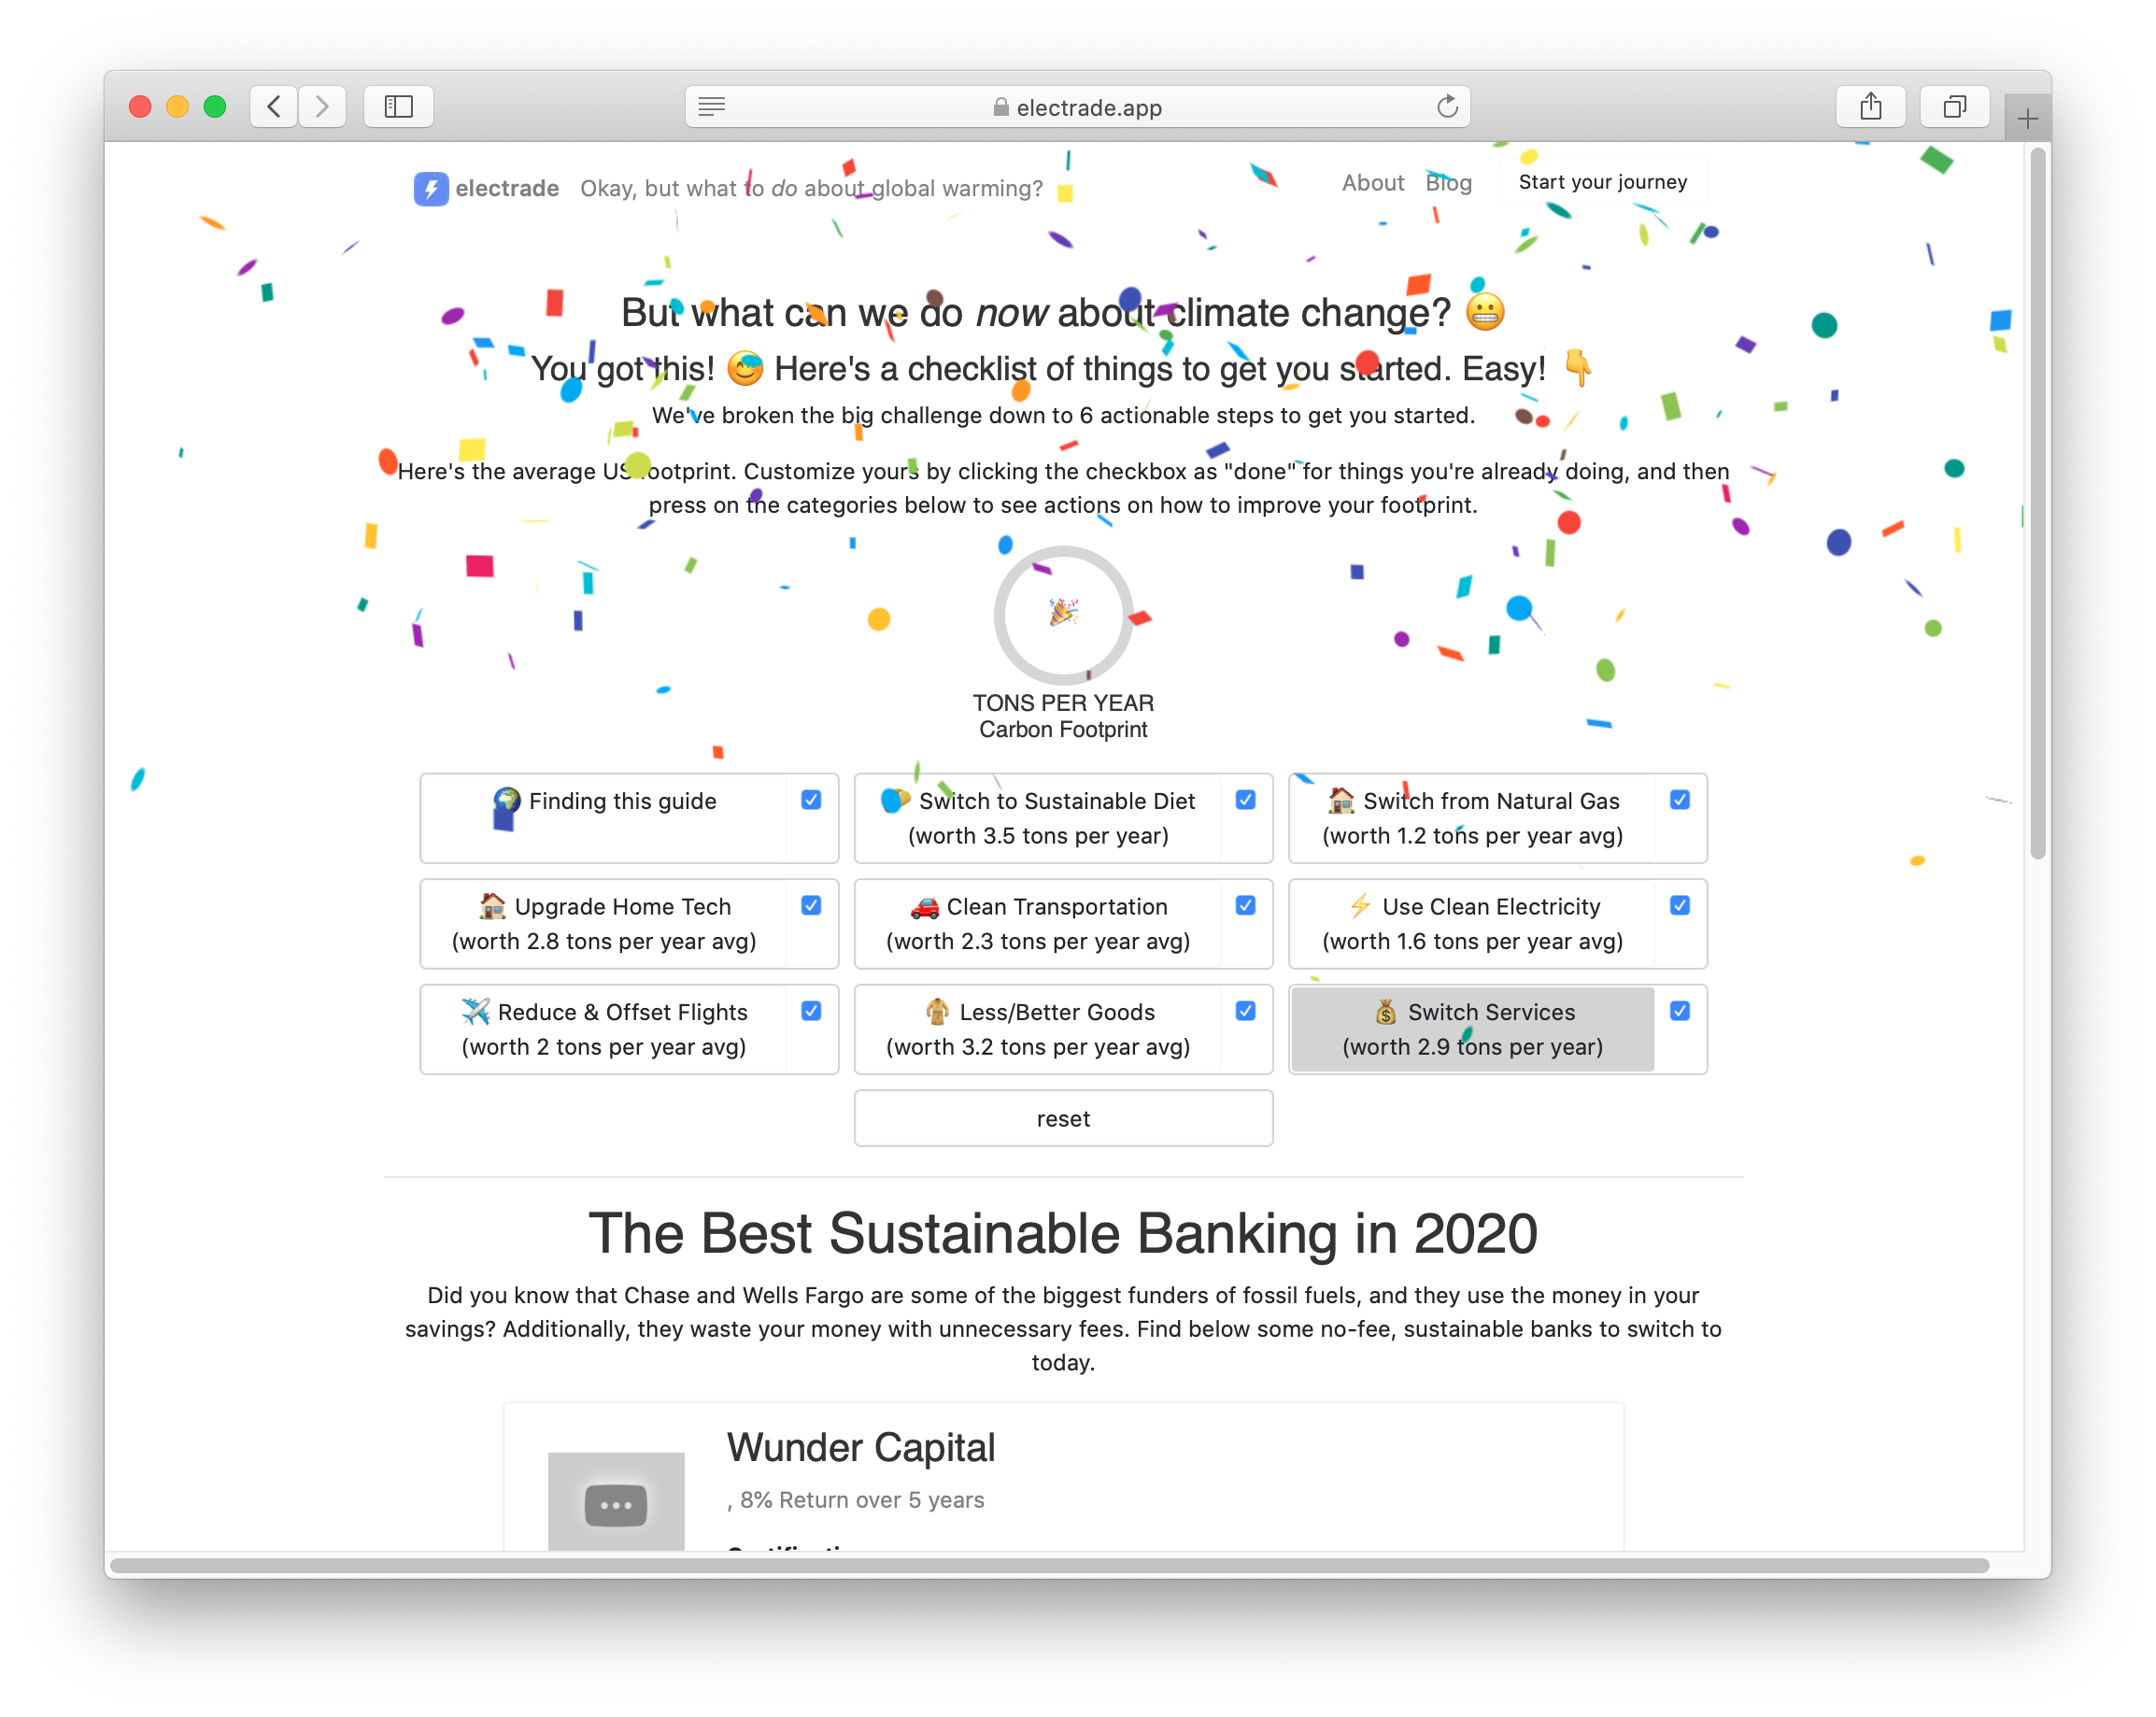 electrade.app
electrade Okay, but what to do about global warming? About Blog Start your journey
But what can we do now about climate change? 😬
You got this! 😊 Here's a checklist of things to get you started. Easy! 👇
We've broken the big challenge down to 6 actionable steps to get you started.
Here's the average US footprint. Customize yours by clicking the checkbox as "done" for things you're already doing, and then
press on the categories below to see actions on how to improve your footprint.
🎉
TONS PER YEAR
Carbon Footprint
🌍 Finding this guide
🥔 Switch to Sustainable Diet
(worth 3.5 tons per year)
🏠 Switch from Natural Gas
(worth 1.2 tons per year avg)
🏠 Upgrade Home Tech
(worth 2.8 tons per year avg)
🚗 Clean Transportation
(worth 2.3 tons per year avg)
⚡ Use Clean Electricity
(worth 1.6 tons per year avg)
✈️ Reduce & Offset Flights
(worth 2 tons per year avg)
🧥 Less/Better Goods
(worth 3.2 tons per year avg)
💰 Switch Services
(worth 2.9 tons per year)
reset
The Best Sustainable Banking in 2020
Did you know that Chase and Wells Fargo are some of the biggest funders of fossil fuels, and they use the money in your
savings? Additionally, they waste your money with unnecessary fees. Find below some no-fee, sustainable banks to switch to
today.
Wunder Capital
, 8% Return over 5 years